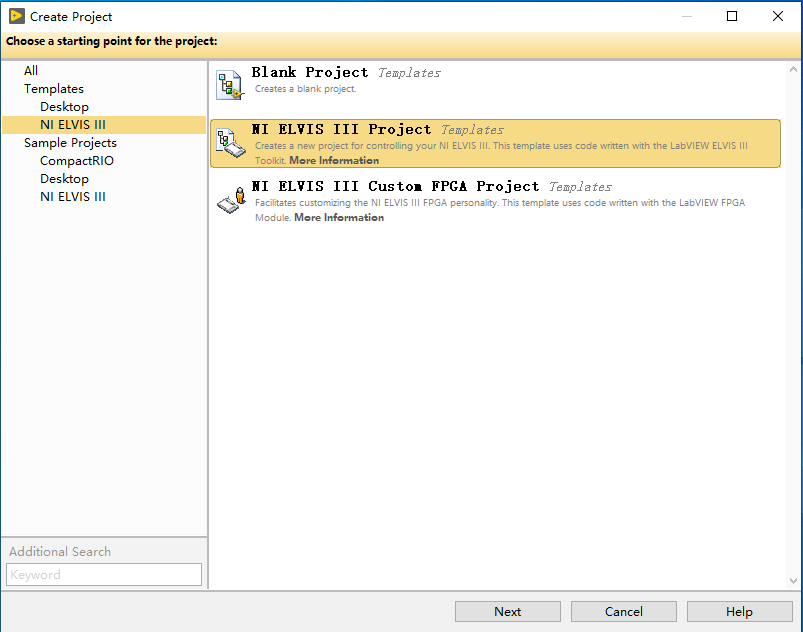 Create Project
Choose a starting point for the project:
All
Templates
Desktop
NI ELVIS III
Sample Projects
CompactRIO
Desktop
NI ELVIS III
Additional Search
Keyword
Blank Project Templates
Creates a blank project.
NI ELVIS III Project Templates
Creates a new project for controlling your NI ELVIS III. This template uses code written with the LabVIEW ELVIS III
Toolkit. More Information
NI ELVIS III Custom FPGA Project Templates
Facilitates customizing the NI ELVIS III FPGA personality. This template uses code written with the LabVIEW FPGA
Module. More Information
Next Cancel Help